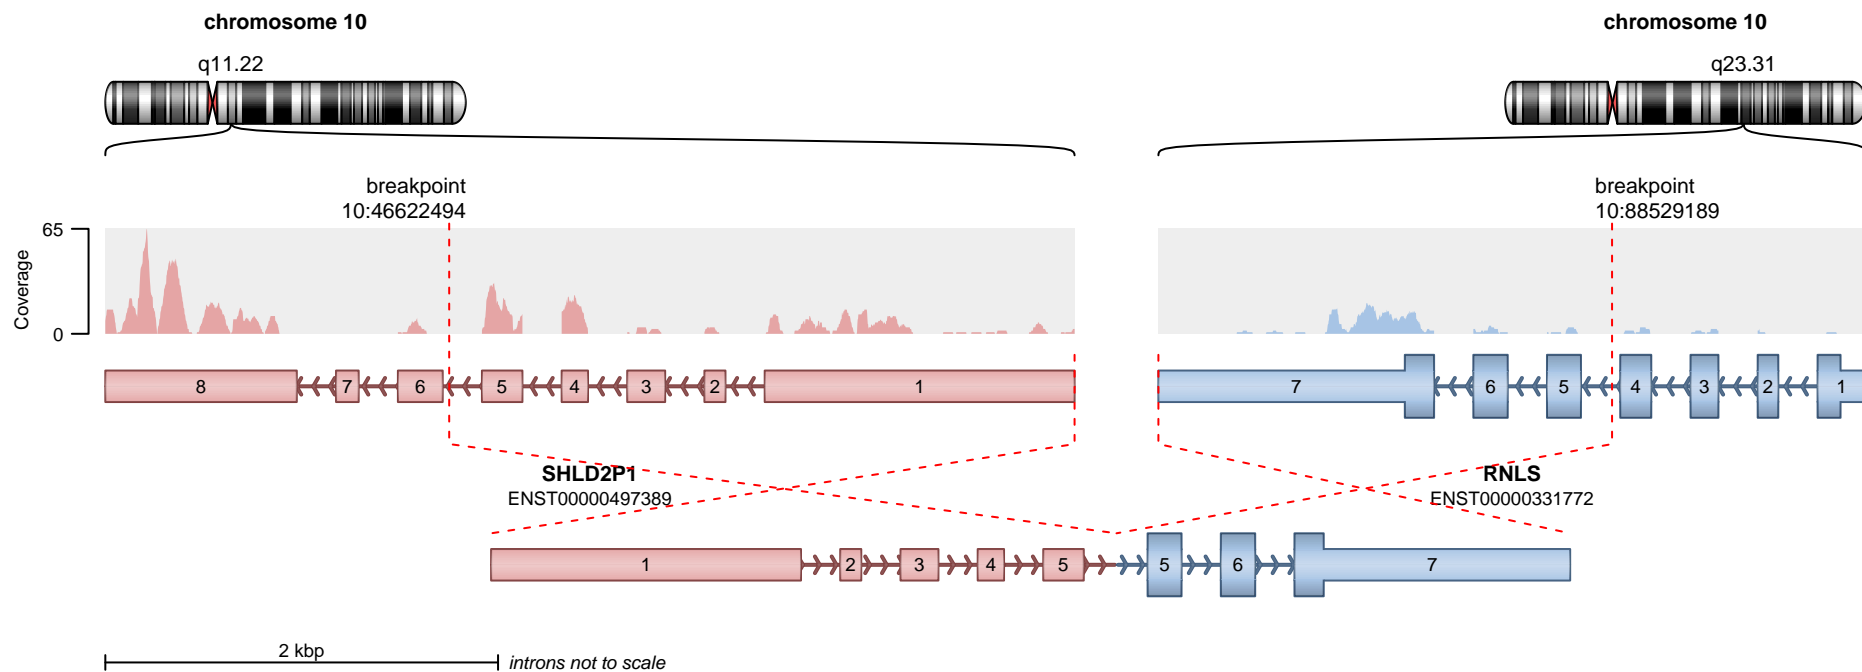 chromosome 10
chromosome 10
q11.22
q23.31
breakpoint
10:46622494
breakpoint
10:88529189
65
0
Coverage
8 7 6 5 4 3 2 1
7 6 5 4 3 2 1
SHLD2P1
ENST00000497389
RNLS
ENST00000331772
1 2 3 4 5 5 6 7
2 kbp
introns not to scale